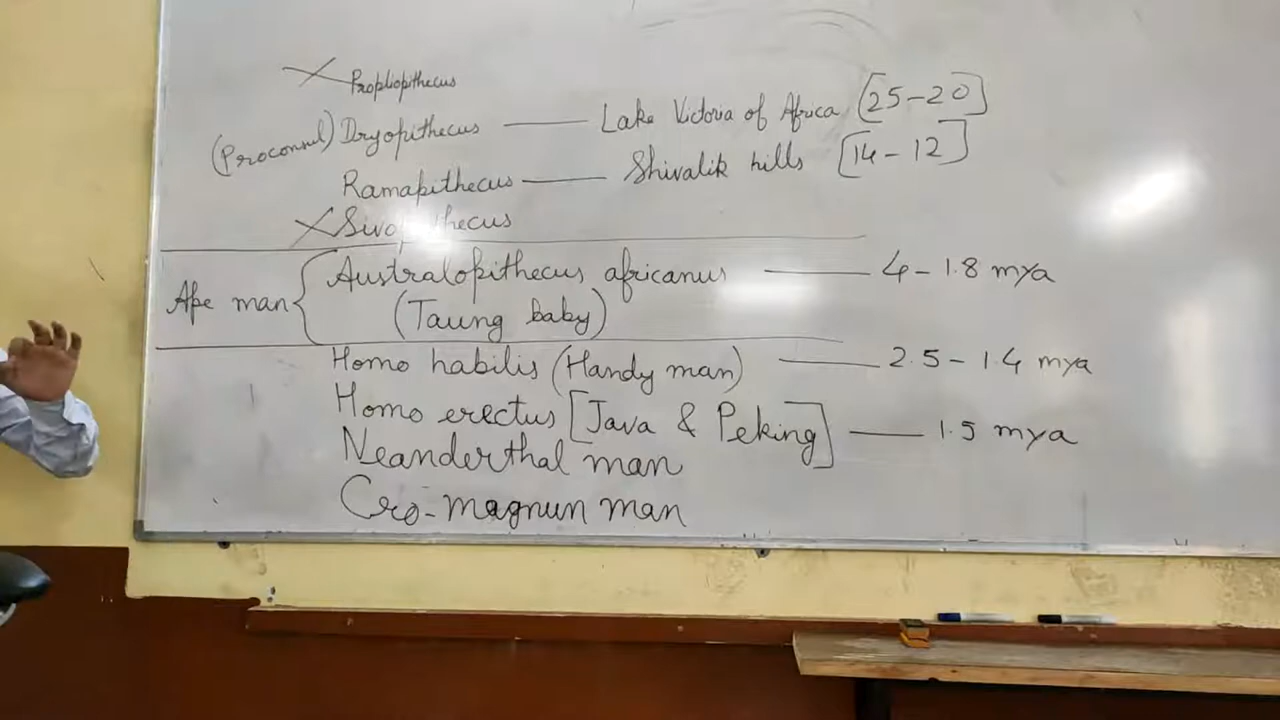 Propliopithecus
(Proconsul) Dryopithecus —— Lake Victoria of Africa [25-20]
Ramapithecus —— Shivalik hills [14-12]
Sivapithecus
Ape man { Australopithecus africanus —— 4-1.8 mya
(Taung baby)
Homo habilis (Handy man) —— 2.5-1.4 mya
Homo erectus [Java & Peking] —— 1.5 mya
Neanderthal man
Cro-magnun man